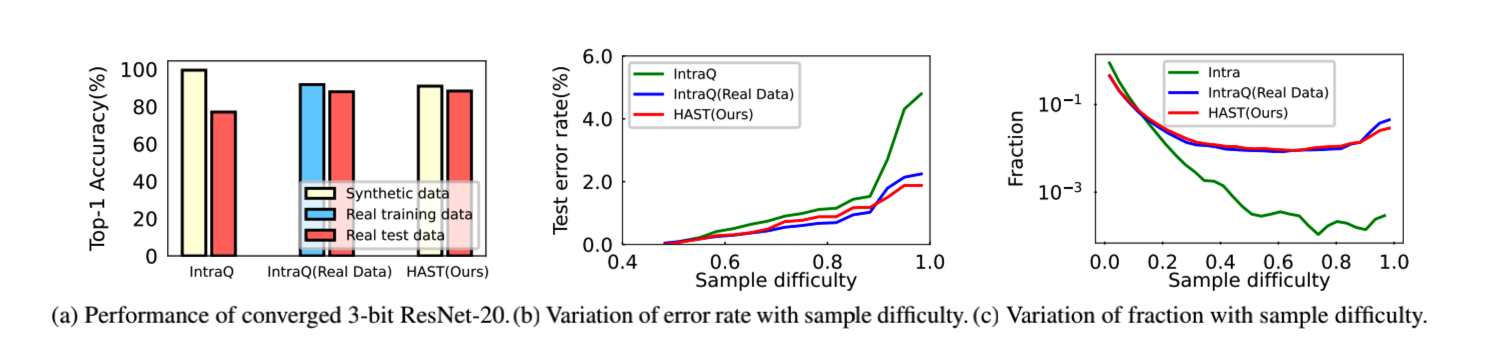 Top-1 Accuracy(%)
100
80
60
40
20
0
Synthetic data
Real training data
Real test data
IntraQ
IntraQ(Real Data)
HAST(Ours)
(a) Performance of converged 3-bit ResNet-20.
Test error rate(%)
6.0
4.0
2.0
0.0
IntraQ
IntraQ(Real Data)
HAST(Ours)
0.4
0.6
0.8
1.0
Sample difficulty
(b) Variation of error rate with sample difficulty.
Fraction
10⁻¹
10⁻³
Intra
IntraQ(Real Data)
HAST(Ours)
0.0
0.2
0.4
0.6
0.8
1.0
Sample difficulty
(c) Variation of fraction with sample difficulty.